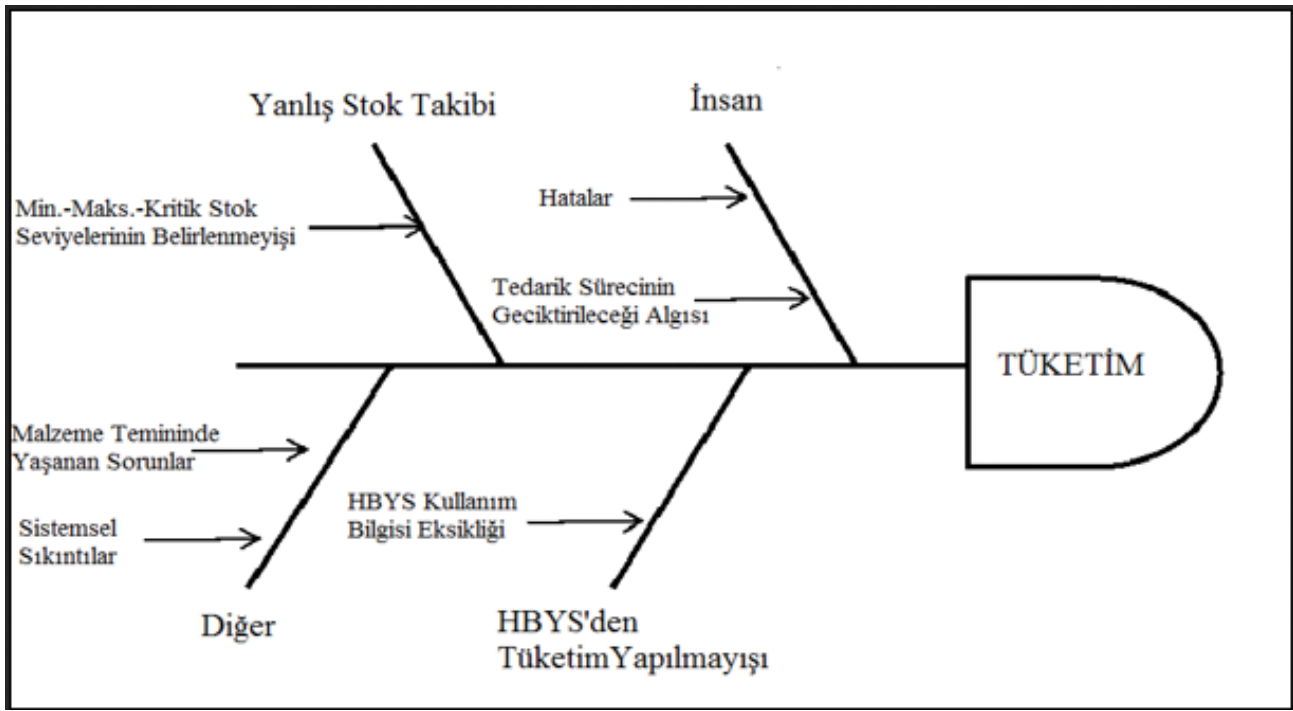 Yanlış Stok Takibi
İnsan
Min.-Maks.-Kritik Stok
Seviyelerinin Belirlenmeyişi
Hatalar
Tedarik Sürecinin
Geciktirileceği Algısı
TÜKETİM
Malzeme Temininde
Yaşanan Sorunlar
Sistemsel
Sıkıntılar
HBYS Kullanım
Bilgisi Eksikliği
Diğer
HBYS'den
TüketimYapılmayışı